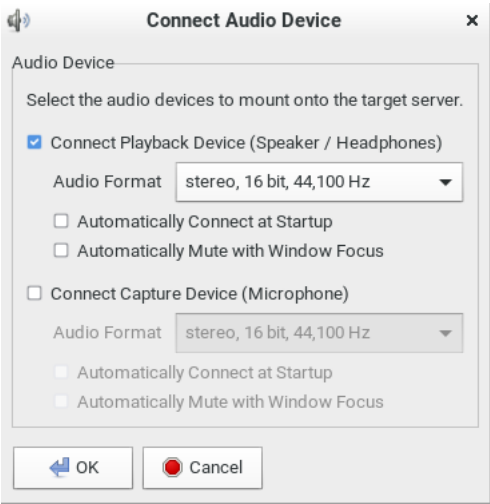 Connect Audio Device
Audio Device
Select the audio devices to mount onto the target server.
Connect Playback Device (Speaker / Headphones)
Audio Format stereo, 16 bit, 44,100 Hz
Automatically Connect at Startup
Automatically Mute with Window Focus
Connect Capture Device (Microphone)
Audio Format stereo, 16 bit, 44,100 Hz
Automatically Connect at Startup
Automatically Mute with Window Focus
OK Cancel